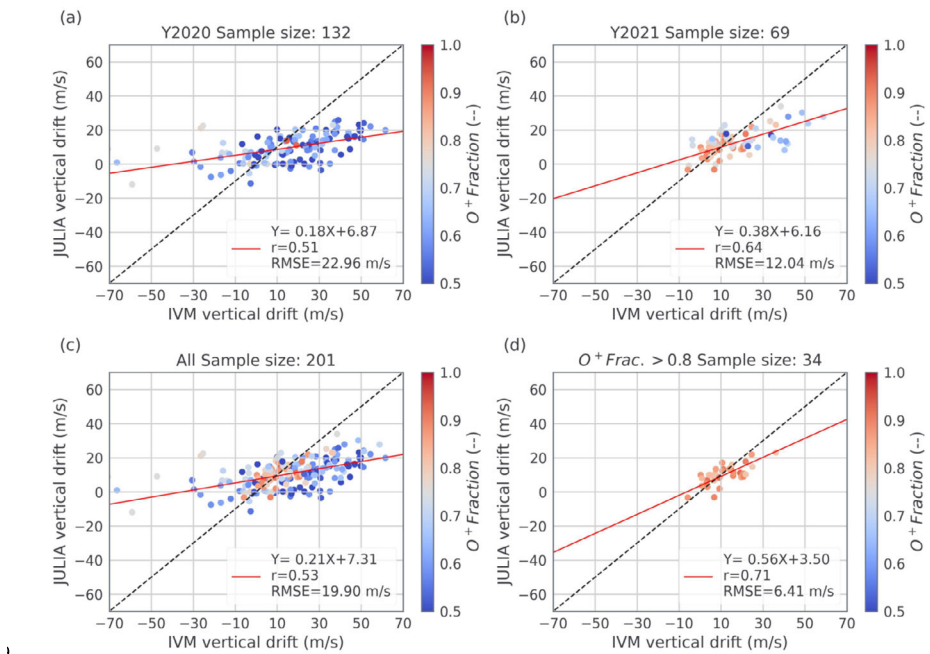 (a)
Y2020 Sample size: 132
JULIA vertical drift (m/s)
60
40
20
0
−20
−40
−60
Y= 0.18X+6.87
r=0.51
RMSE=22.96 m/s
−70 −50 −30 −10 10 30 50 70
IVM vertical drift (m/s)
1.0
0.9
0.8
0.7
0.6
0.5
O⁺Fraction (--)
(b)
Y2021 Sample size: 69
JULIA vertical drift (m/s)
60
40
20
0
−20
−40
−60
Y= 0.38X+6.16
r=0.64
RMSE=12.04 m/s
−70 −50 −30 −10 10 30 50 70
IVM vertical drift (m/s)
1.0
0.9
0.8
0.7
0.6
0.5
O⁺Fraction (--)
(c)
All Sample size: 201
JULIA vertical drift (m/s)
60
40
20
0
−20
−40
−60
Y= 0.21X+7.31
r=0.53
RMSE=19.90 m/s
−70 −50 −30 −10 10 30 50 70
IVM vertical drift (m/s)
1.0
0.9
0.8
0.7
0.6
0.5
O⁺Fraction (--)
(d)
O⁺Frac. > 0.8 Sample size: 34
JULIA vertical drift (m/s)
60
40
20
0
−20
−40
−60
Y= 0.56X+3.50
r=0.71
RMSE=6.41 m/s
−70 −50 −30 −10 10 30 50 70
IVM vertical drift (m/s)
1.0
0.9
0.8
0.7
0.6
0.5
O⁺Fraction (--)